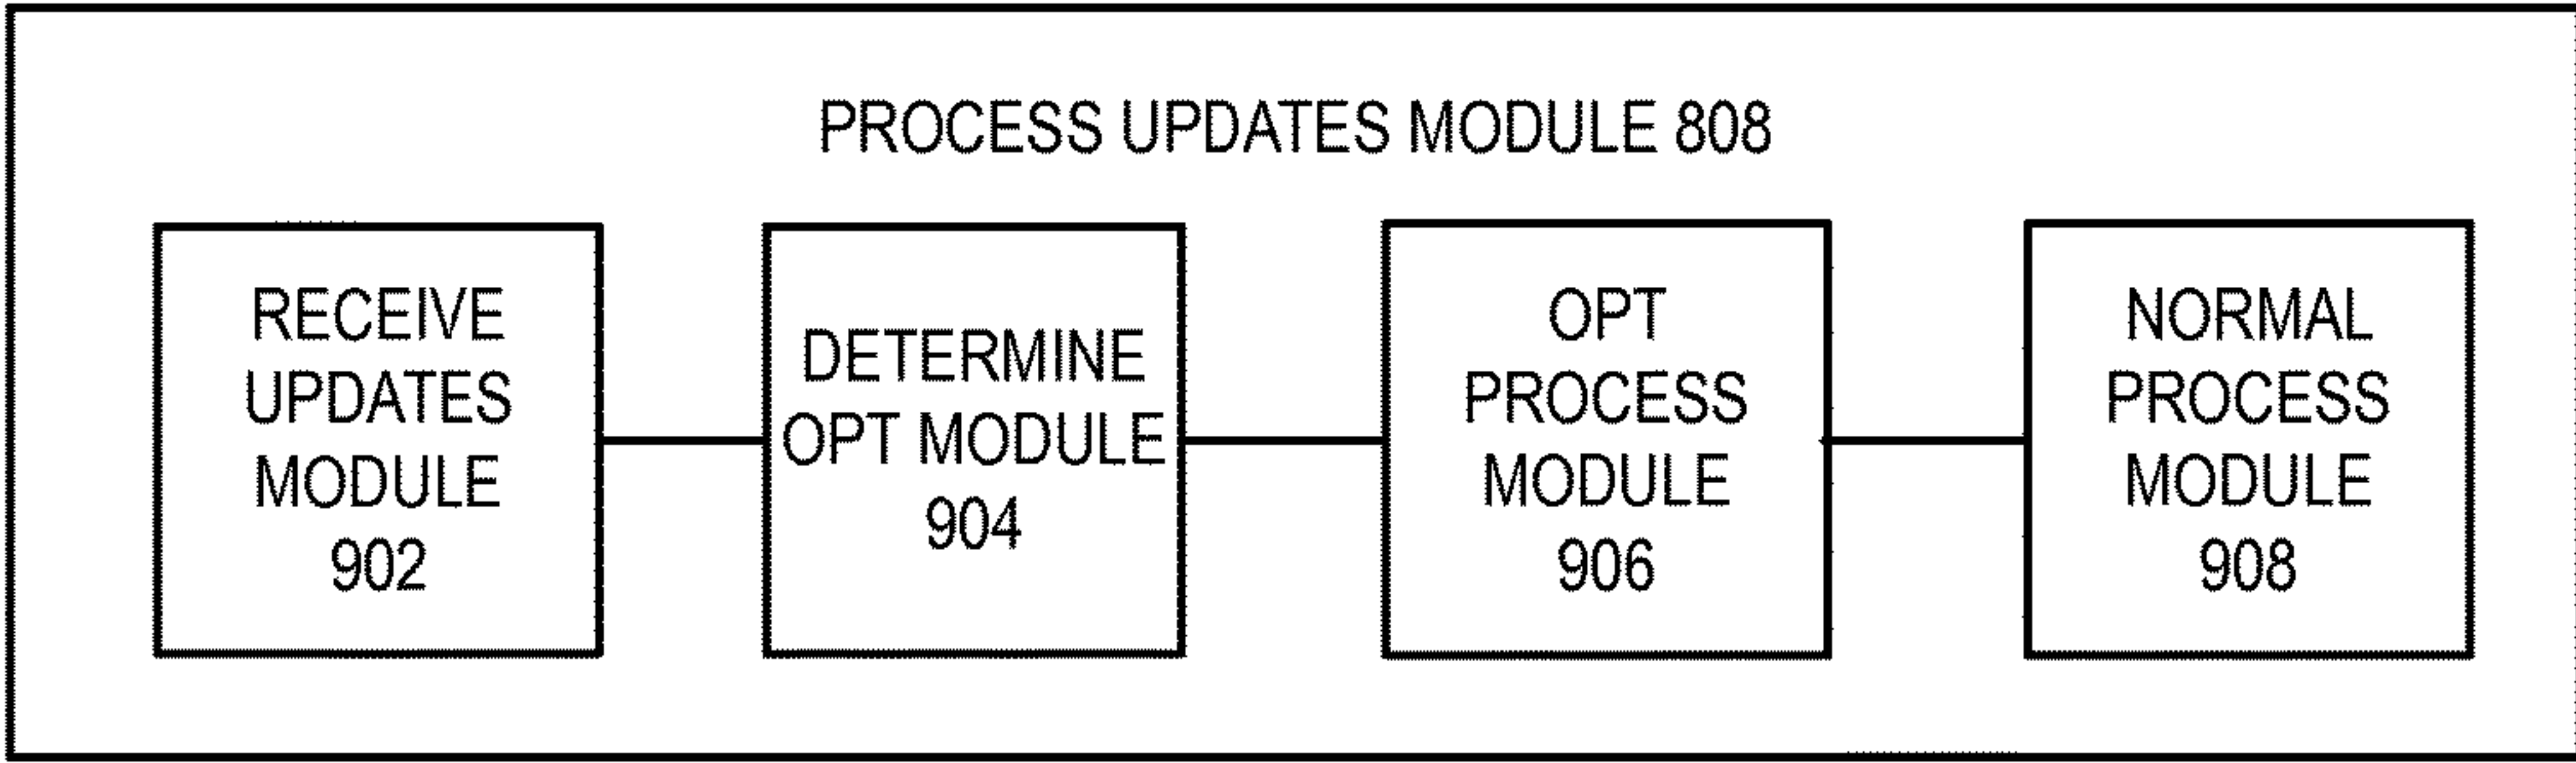 PROCESS UPDATES MODULE 808
RECEIVE
UPDATES
MODULE
902
DETERMINE
OPT MODULE
904
OPT
PROCESS
MODULE
906
NORMAL
PROCESS
MODULE
908